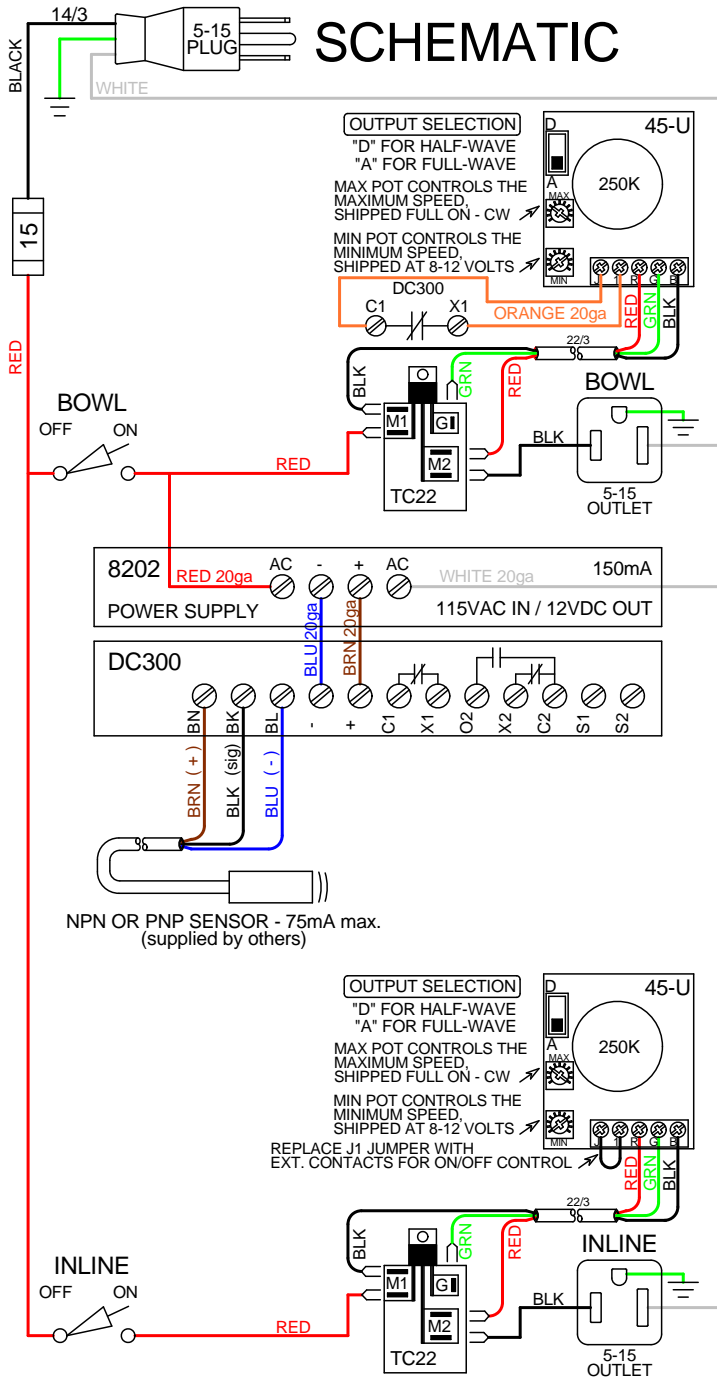 14/3
5-15
PLUG
SCHEMATIC
BLACK
WHITE
OUTPUT SELECTION
"D" FOR HALF-WAVE
"A" FOR FULL-WAVE
MAX POT CONTROLS THE
MAXIMUM SPEED,
SHIPPED FULL ON - CW
MIN POT CONTROLS THE
MINIMUM SPEED,
SHIPPED AT 8-12 VOLTS
D
45-U
A
MAX
250K
MIN
J
1
R
G
B
15
DC300
C1
X1
ORANGE 20ga
RED
GRN
BLK
22/3
RED
BLK
GRN
RED
BOWL
OFF
ON
RED
M1
G
M2
TC22
BLK
BOWL
5-15
OUTLET
8202
RED 20ga
AC
-
+
AC
WHITE 20ga
150mA
POWER SUPPLY
115VAC IN / 12VDC OUT
BLU 20ga
BRN 20ga
DC300
BN
BK
BL
-
+
C1
X1
O2
X2
C2
S1
S2
BRN ( + )
BLK (sig)
BLU ( - )
NPN OR PNP SENSOR - 75mA max.
(supplied by others)
OUTPUT SELECTION
"D" FOR HALF-WAVE
"A" FOR FULL-WAVE
MAX POT CONTROLS THE
MAXIMUM SPEED,
SHIPPED FULL ON - CW
MIN POT CONTROLS THE
MINIMUM SPEED,
SHIPPED AT 8-12 VOLTS
REPLACE J1 JUMPER WITH
EXT. CONTACTS FOR ON/OFF CONTROL
D
45-U
A
MAX
250K
MIN
J
1
R
G
B
RED
GRN
BLK
22/3
BLK
GRN
RED
INLINE
OFF
ON
RED
M1
G
M2
TC22
BLK
INLINE
5-15
OUTLET